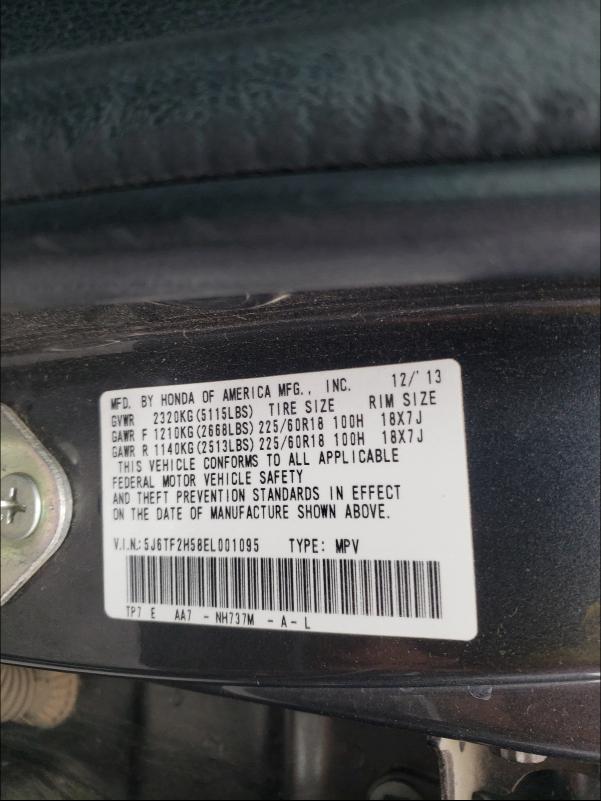 MFD. BY HONDA OF AMERICA MFG., INC. 12/'13
GVWR 2320KG(5115LBS) TIRE SIZE RIM SIZE
GAWR F 1210KG(2668LBS) 225/60R18 100H 18X7J
GAWR R 1140KG(2513LBS) 225/60R18 100H 18X7J
THIS VEHICLE CONFORMS TO ALL APPLICABLE
FEDERAL MOTOR VEHICLE SAFETY
AND THEFT PREVENTION STANDARDS IN EFFECT
ON THE DATE OF MANUFACTURE SHOWN ABOVE.
V.I.N.: 5J6TF2H58EL001095 TYPE: MPV
TP7 E AA7 - NH737M - A - L